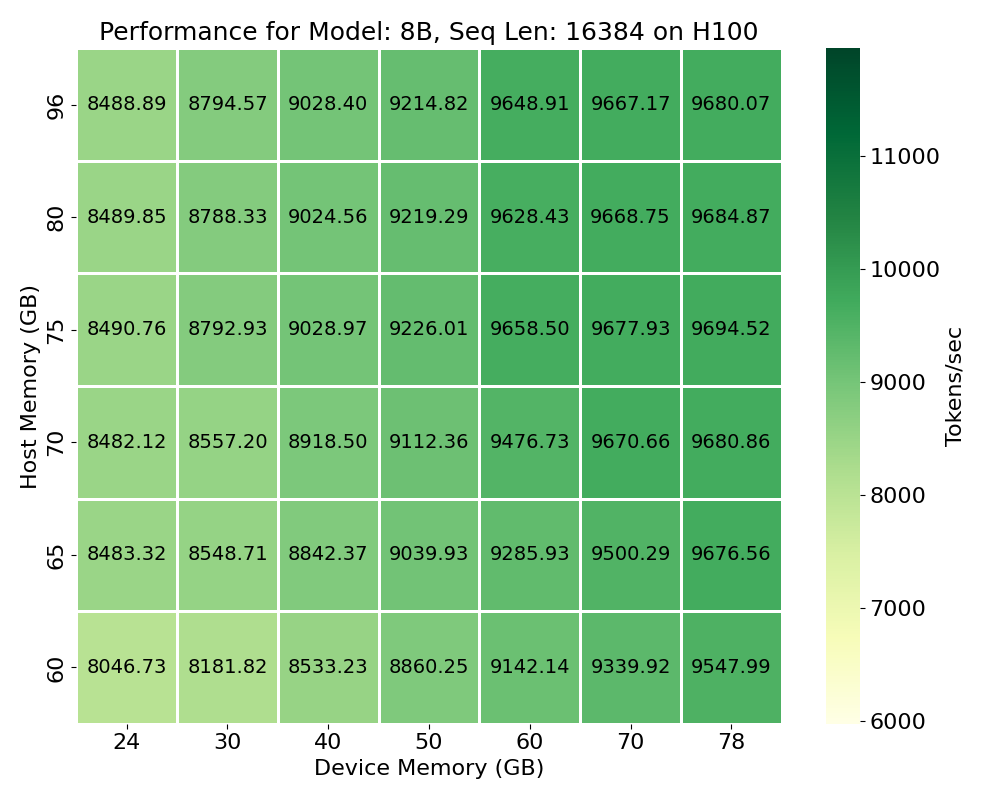 Performance for Model: 8B, Seq Len: 16384 on H100
96 8488.89 8794.57 9028.40 9214.82 9648.91 9667.17 9680.07
80 8489.85 8788.33 9024.56 9219.29 9628.43 9668.75 9684.87
75 8490.76 8792.93 9028.97 9226.01 9658.50 9677.93 9694.52
70 8482.12 8557.20 8918.50 9112.36 9476.73 9670.66 9680.86
65 8483.32 8548.71 8842.37 9039.93 9285.93 9500.29 9676.56
60 8046.73 8181.82 8533.23 8860.25 9142.14 9339.92 9547.99
24 30 40 50 60 70 78
Device Memory (GB)
Host Memory (GB)
11000
10000
9000
8000
7000
6000
Tokens/sec